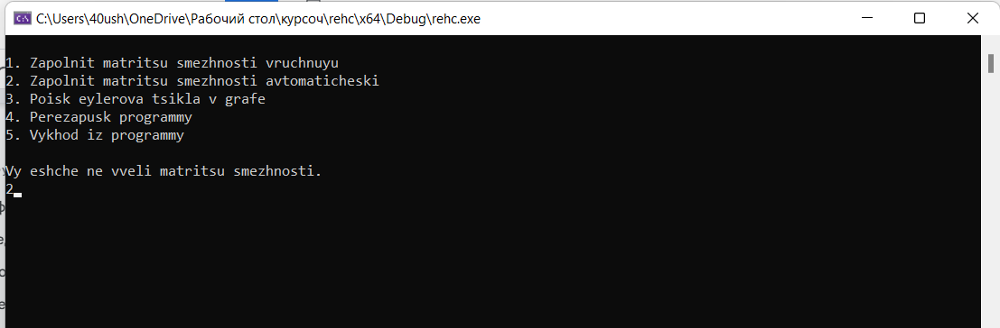 C:\Users\40ush\OneDrive\Рабочий стол\курсоч\rehc\x64\Debug\rehc.exe
1. Zapolnit matritsu smezhnosti vruchnuyu
2. Zapolnit matritsu smezhnosti avtomaticheski
3. Poisk eylerova tsikla v grafe
4. Perezapusk programmy
5. Vykhod iz programmy
Vy eshche ne vveli matritsu smezhnosti.
2